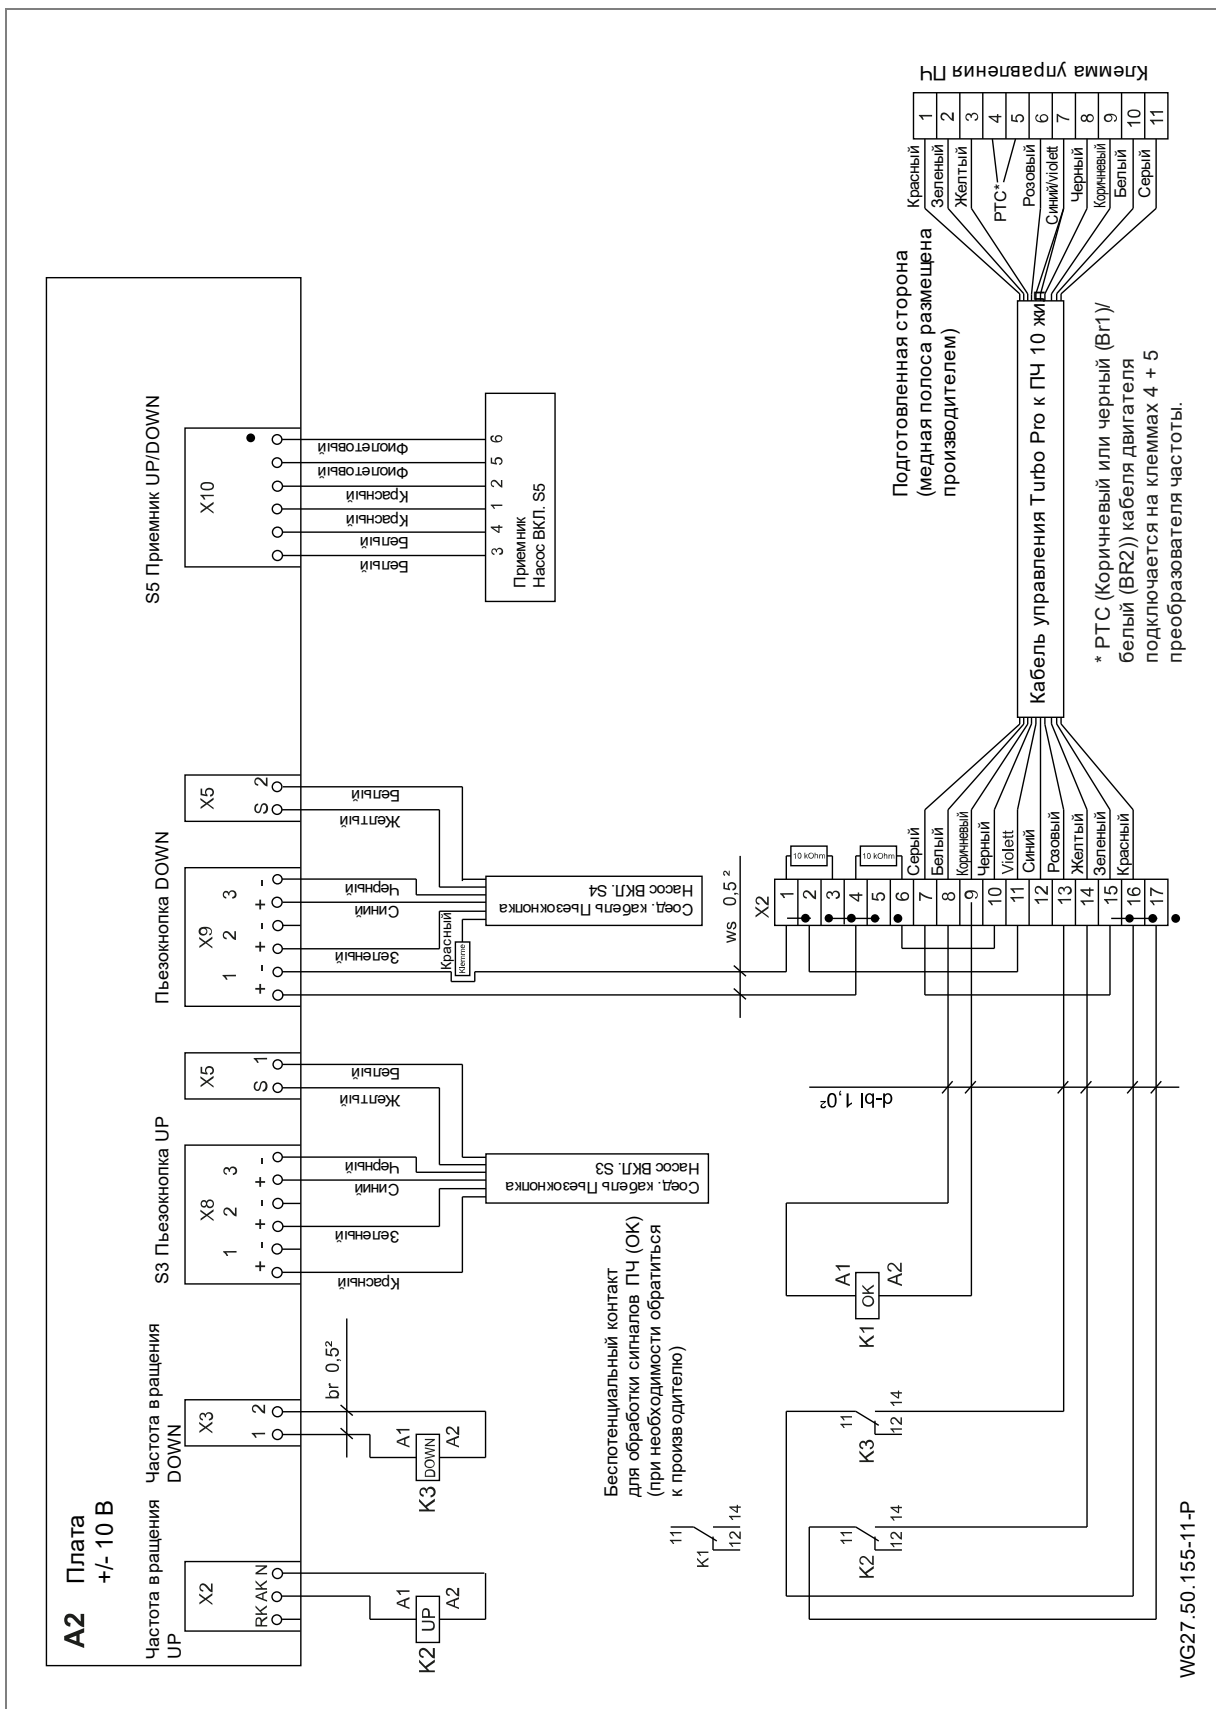 A2 Плата
+/- 10 В
Частота вращения
UP
X2
RK AK N
K2
UP
A1
A2
Частота вращения
DOWN
X3
1 2
br 0,5²
K3
DOWN
A1
A2
S3 Пьезокнопка UP
X8
1 2 3
+ - + - + -
Красный
Зеленый
Синий
Черный
X5
S 1
Желтый
Белый
Соед. кабель Пьезокнопка
Насос ВКЛ. S3
Пьезокнопка DOWN
X9
1 2 3
+ - + - + -
Зеленый
Синий
Черный
Красный
Klemme
X5
S 2
Желтый
Белый
Соед. кабель Пьезокнопка
Насос ВКЛ. S4
S5 Приемник UP/DOWN
X10
Белый
Белый
Красный
Красный
Фиолетовый
Фиолетовый
3 4 1 2 5 6
Приемник
Насос ВКЛ. S5
Беспотенциальный контакт
для обработки сигналов ПЧ (OK)
(при необходимости обратиться
к производителю)
11
K1
12 14
ws 0,5²
X2
1
2
3
4
5
6
7
8
9
10
11
12
13
14
15
16
17
10 kOhm
10 kOhm
Серый
Белый
Коричневый
Черный
Violett
Синий
Розовый
Желтый
Зеленый
Красный
d-bl 1,0²
K1
OK
A1
A2
11
K3
12 14
11
K2
12 14
Кабель управления Turbo Pro к ПЧ 10 жил
Подготовленная сторона
(медная полоса размещена
производителем)
Красный
Зеленый
Желтый
PTC*
Розовый
Синий/violett
Черный
Коричневый
Белый
Серый
1
2
3
4
5
6
7
8
9
10
11
Клемма управления ПЧ
* PTC (Коричневый или черный (Br1)/
белый (BR2)) кабеля двигателя
подключается на клеммах 4 + 5
преобразователя частоты.
WG27.50.155-11-P